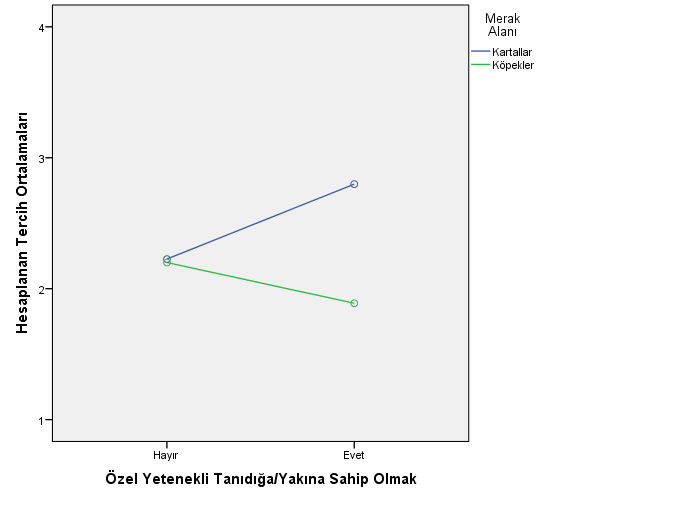 Merak
Alanı
Kartallar
Köpekler
Hesaplanan Tercih Ortalamaları
4
3
2
1
Hayır
Evet
Özel Yetenekli Tanıdığa/Yakına Sahip Olmak